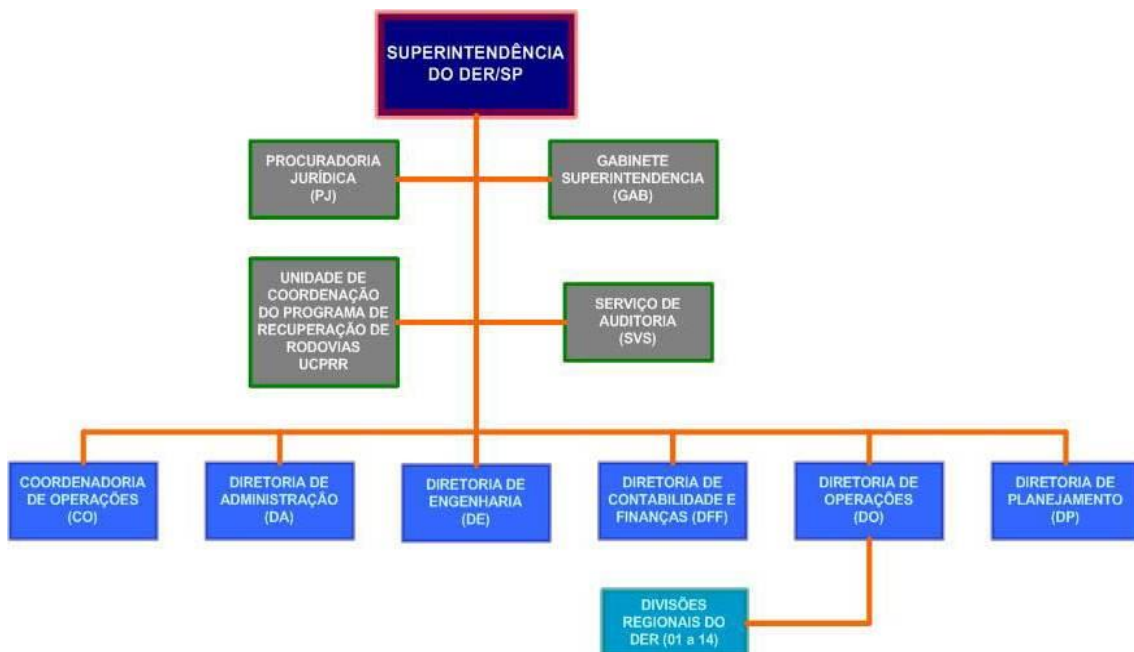 SUPERINTENDÊNCIA
DO DER/SP
PROCURADORIA
JURÍDICA
(PJ)
GABINETE
SUPERINTENDENCIA
(GAB)
UNIDADE DE
COORDENAÇÃO
DO PROGRAMA DE
RECUPERAÇÃO DE
RODOVIAS
UCPRR
SERVIÇO DE
AUDITORIA
(SVS)
COORDENADORIA
DE OPERAÇÕES
(CO)
DIRETORIA DE
ADMINISTRAÇÃO
(DA)
DIRETORIA DE
ENGENHARIA
(DE)
DIRETORIA DE
CONTABILIDADE E
FINANÇAS (DFF)
DIRETORIA DE
OPERAÇÕES
(DO)
DIRETORIA DE
PLANEJAMENTO
(DP)
DIVISÕES
REGIONAIS DO
DER (01 a 14)